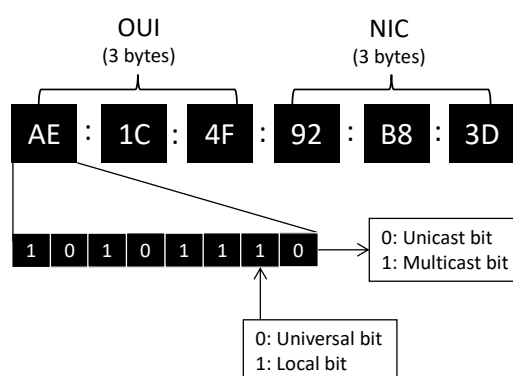 OUI NIC
(3 bytes) (3 bytes)
AE : 1C : 4F : 92 : B8 : 3D
1 0 1 0 1 1 1 0
0: Unicast bit
1: Multicast bit
0: Universal bit
1: Local bit